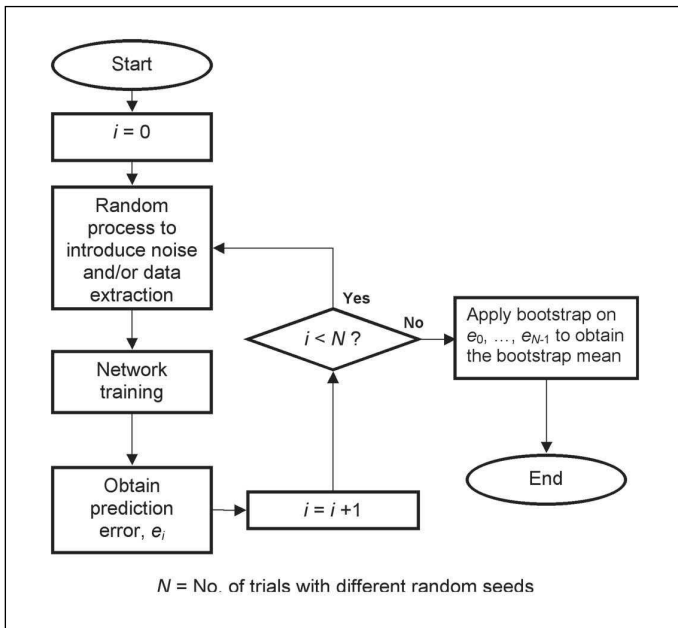 Start
i = 0
Random
process to
introduce noise
and/or data
extraction
Network
training
Obtain
prediction
error, eᵢ
i = i +1
i < N ?
Yes
No
Apply bootstrap on
e₀, …, e_N-1 to obtain
the bootstrap mean
End
N = No. of trials with different random seeds